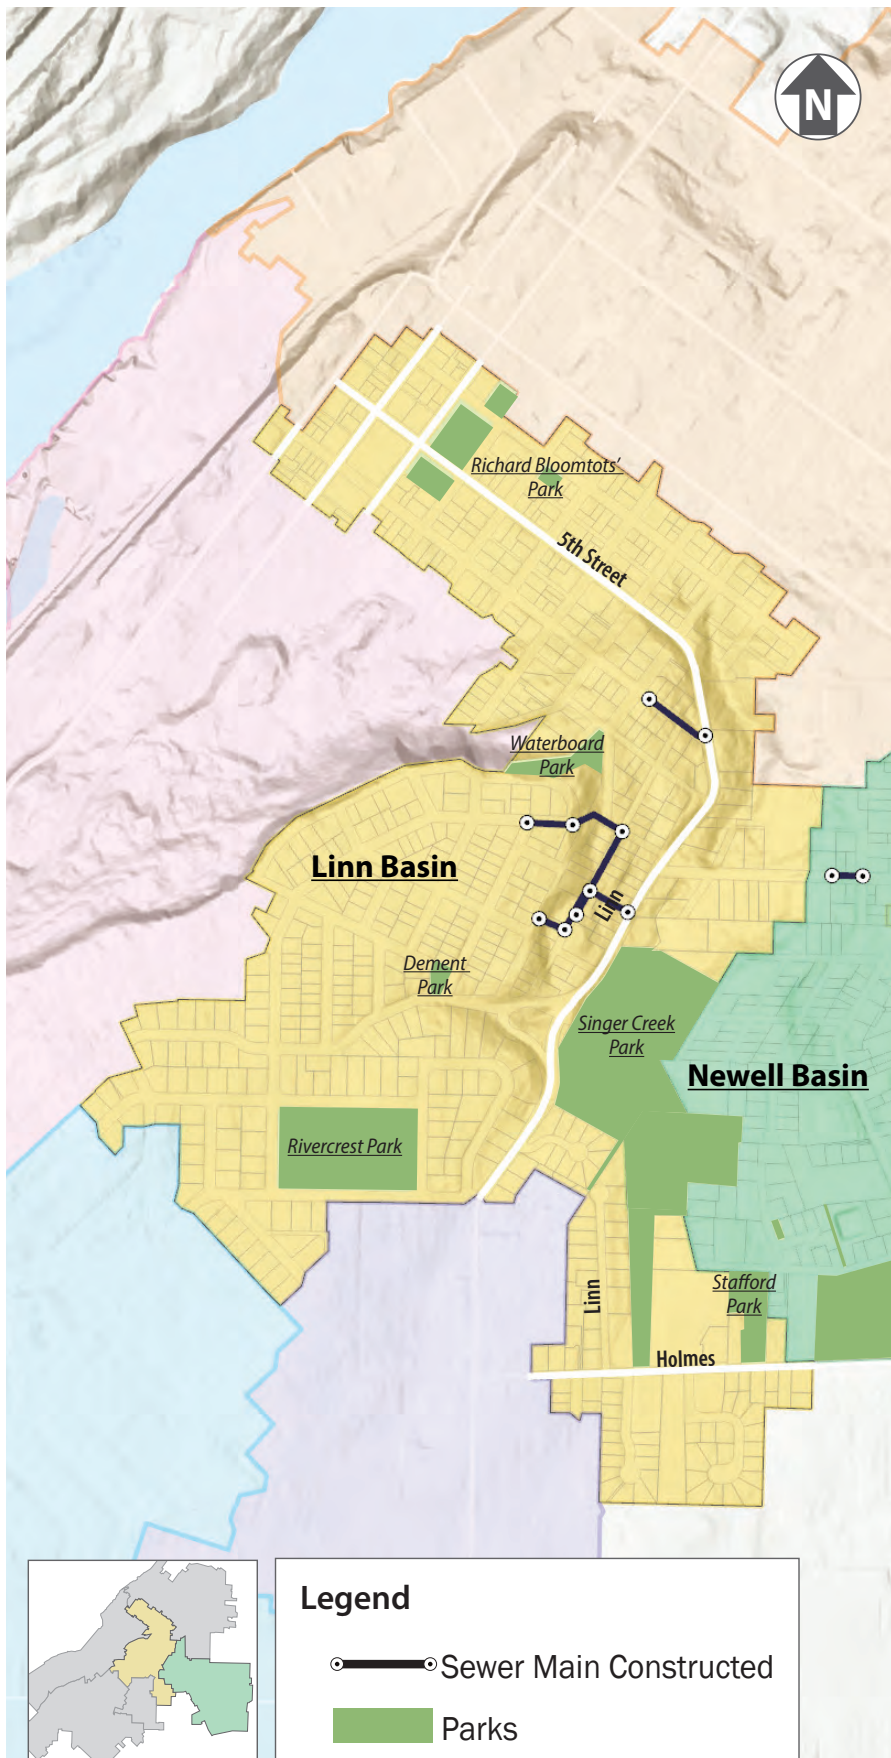 N
Richard Bloomtots'
Park
5th Street
Waterboard
Park
Linn Basin
Linn
Dement
Park
Singer Creek
Park
Newell Basin
Rivercrest Park
Linn
Stafford
Park
Holmes
Legend
Sewer Main Constructed
Parks